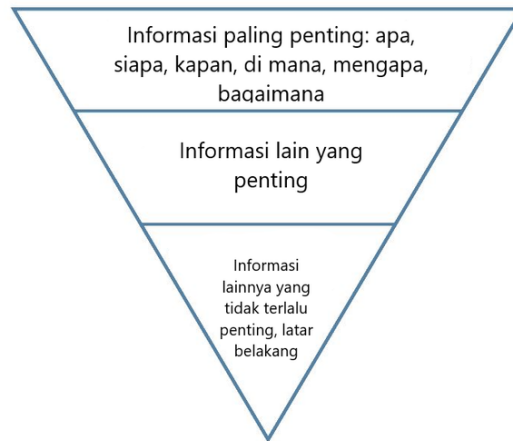 Informasi paling penting: apa,
siapa, kapan, di mana, mengapa,
bagaimana
Informasi lain yang
penting
Informasi
lainnya yang
tidak terlalu
penting, latar
belakang